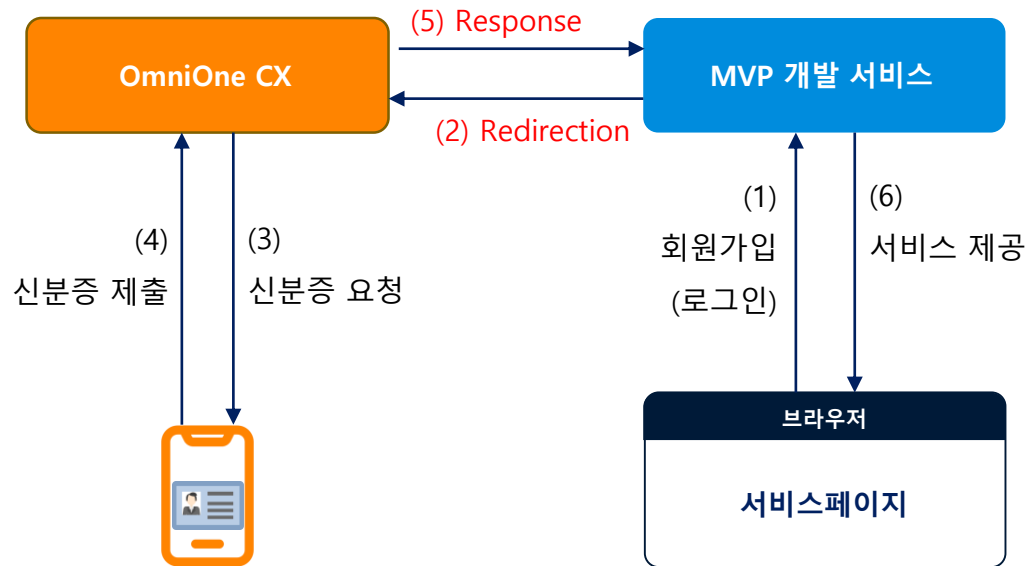 (5) Response
OmniOne CX
MVP 개발 서비스
(2) Redirection
(4)
신분증 제출
(3)
신분증 요청
(1)
회원가입
(로그인)
(6)
서비스 제공
브라우저
서비스페이지